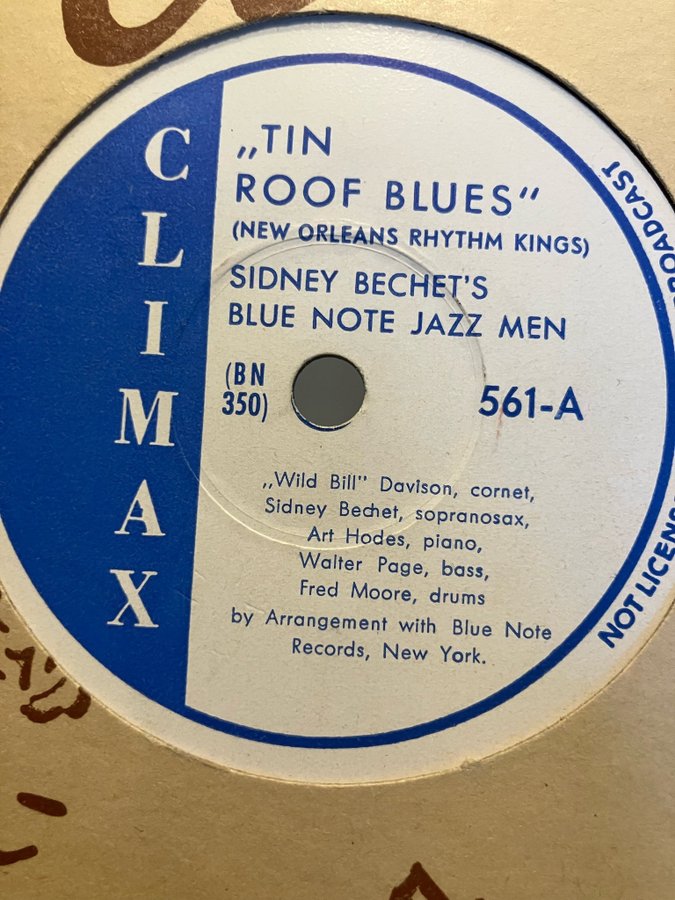 CLIMAX
„TIN
ROOF BLUES“
(NEW ORLEANS RHYTHM KINGS)
SIDNEY BECHET'S
BLUE NOTE JAZZ MEN
(BN
350)
561-A
„Wild Bill” Davison, cornet,
Sidney Bechet, sopranosax,
Art Hodes, piano,
Walter Page, bass,
Fred Moore, drums
by Arrangement with Blue Note
Records, New York.
NOT LICENS
BROADCAST